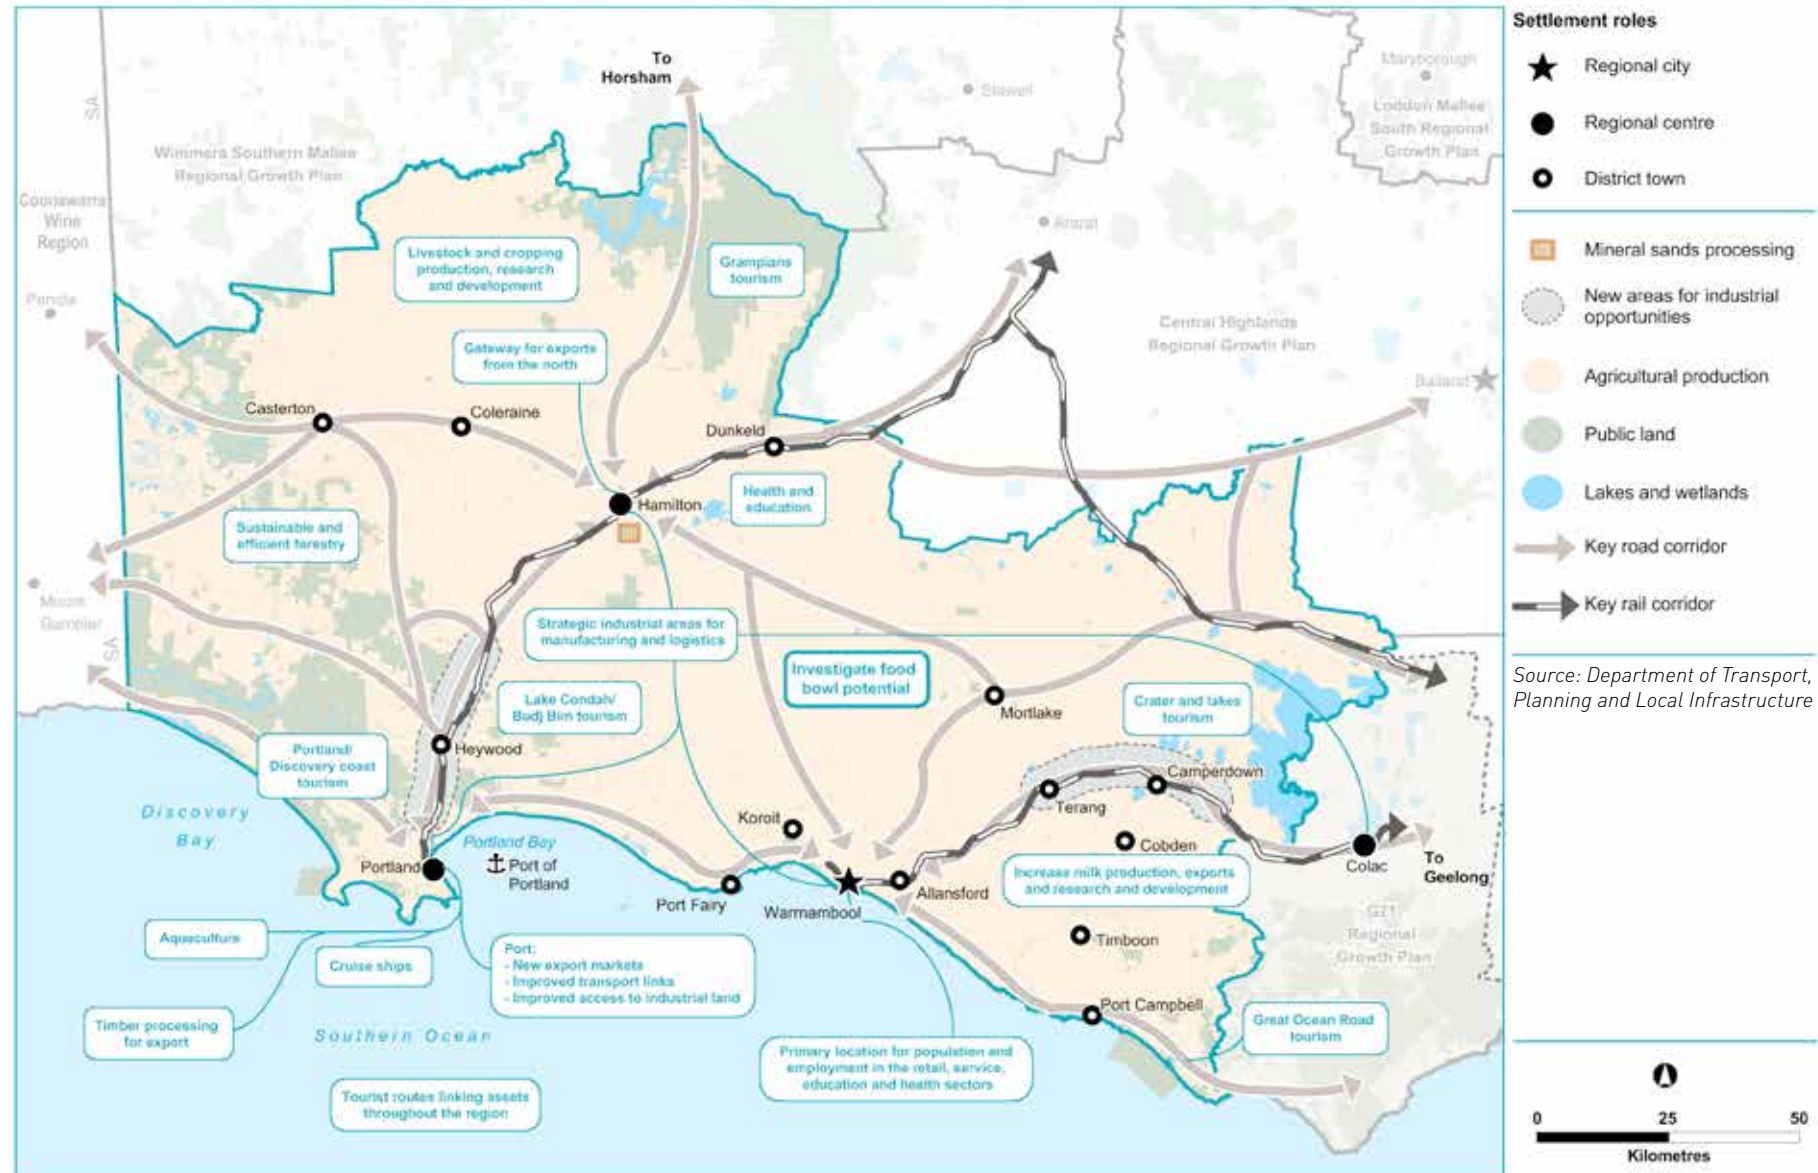 To
Horsham
Stawell
Maryborough
Loddon Mallee
South Regional
Growth Plan
SA
Wimmera Southern Mallee
Regional Growth Plan
Coonawarra
Wine
Region
Ararat
Livestock and cropping
production, research
and development
Grampians
tourism
Penola
Gateway for exports
from the north
Central Highlands
Regional Growth Plan
Ballarat
Casterton
Coleraine
Dunkeld
Hamilton
Health and
education
Sustainable and
efficient forestry
Mount
Gambier
SA
Strategic industrial areas for
manufacturing and logistics
Investigate food
bowl potential
Lake Condah/
Budj Bim tourism
Mortlake
Crater and lakes
tourism
Heywood
Portland/
Discovery coast
tourism
Camperdown
Terang
Discovery
Bay
Koroit
Cobden
Portland Bay
Portland
Port of
Portland
Colac
To
Geelong
Increase milk production, exports
and research and development
Allansford
Port Fairy
Warrnambool
G21
Regional
Growth Plan
Aquaculture
Cruise ships
Port:
- New export markets
- Improved transport links
- Improved access to industrial land
Timboon
Port Campbell
Timber processing
for export
Southern Ocean
Great Ocean Road
tourism
Primary location for population and
employment in the retail, service,
education and health sectors
Tourist routes linking assets
throughout the region
Settlement roles
Regional city
Regional centre
District town
Mineral sands processing
New areas for industrial
opportunities
Agricultural production
Public land
Lakes and wetlands
Key road corridor
Key rail corridor
Source: Department of Transport,
Planning and Local Infrastructure
0 25 50
Kilometres